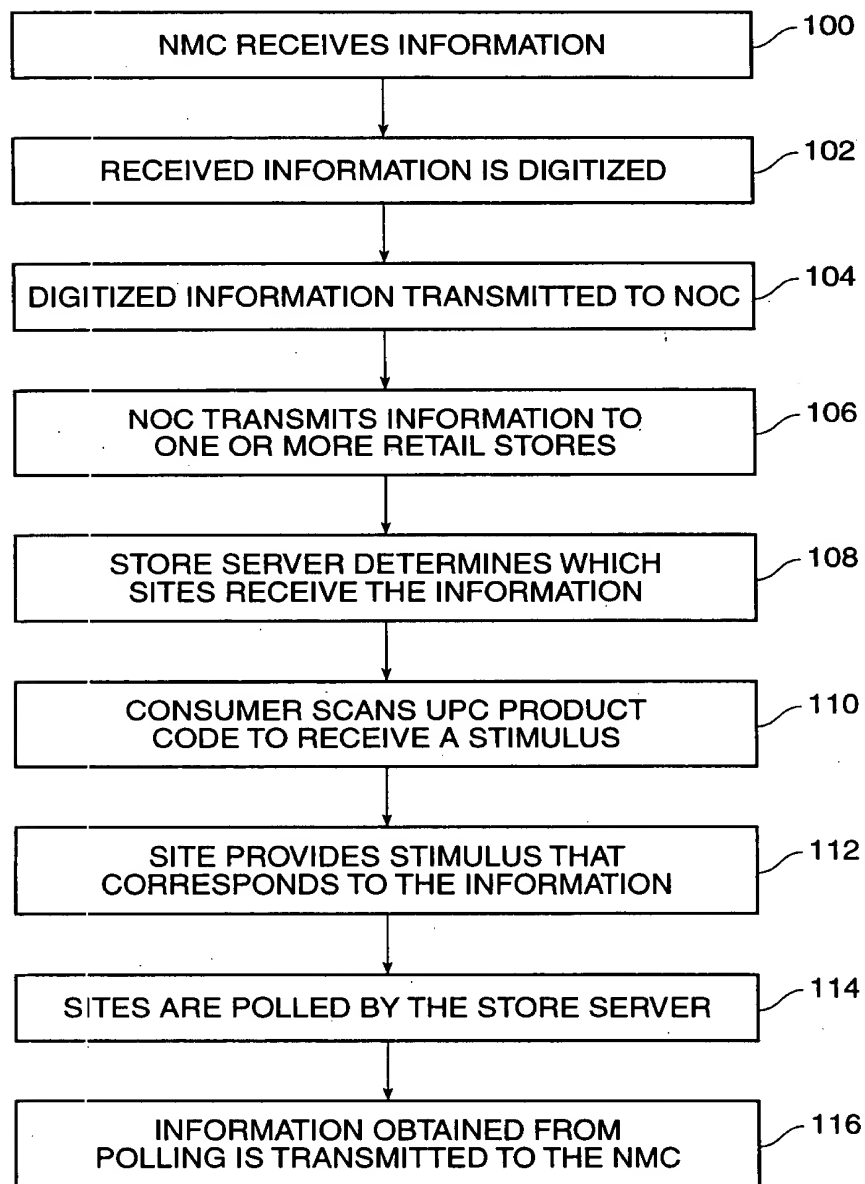 NMC RECEIVES INFORMATION
100
RECEIVED INFORMATION IS DIGITIZED
102
DIGITIZED INFORMATION TRANSMITTED TO NOC
104
NOC TRANSMITS INFORMATION TO
ONE OR MORE RETAIL STORES
106
STORE SERVER DETERMINES WHICH
SITES RECEIVE THE INFORMATION
108
CONSUMER SCANS UPC PRODUCT
CODE TO RECEIVE A STIMULUS
110
SITE PROVIDES STIMULUS THAT
CORRESPONDS TO THE INFORMATION
112
SITES ARE POLLED BY THE STORE SERVER
114
INFORMATION OBTAINED FROM
POLLING IS TRANSMITTED TO THE NMC
116